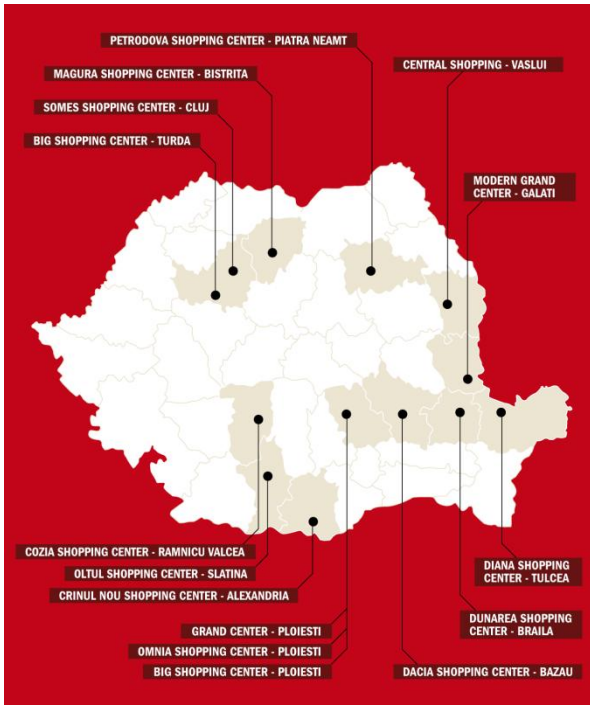 PETRODOVA SHOPPING CENTER - PIATRA NEAMT
CENTRAL SHOPPING - VASLUI
MAGURA SHOPPING CENTER - BISTRITA
SOMES SHOPPING CENTER - CLUJ
BIG SHOPPING CENTER - TURDA
MODERN GRAND
CENTER - GALATI
COZIA SHOPPING CENTER - RAMNICU VALCEA
OLTUL SHOPPING CENTER - SLATINA
CRINUL NOU SHOPPING CENTER - ALEXANDRIA
DIANA SHOPPING
CENTER - TULCEA
GRAND CENTER - PLOIESTI
OMNIA SHOPPING CENTER - PLOIESTI
BIG SHOPPING CENTER - PLOIESTI
DUNAREA SHOPPING
CENTER - BRAILA
DACIA SHOPPING CENTER - BAZAU